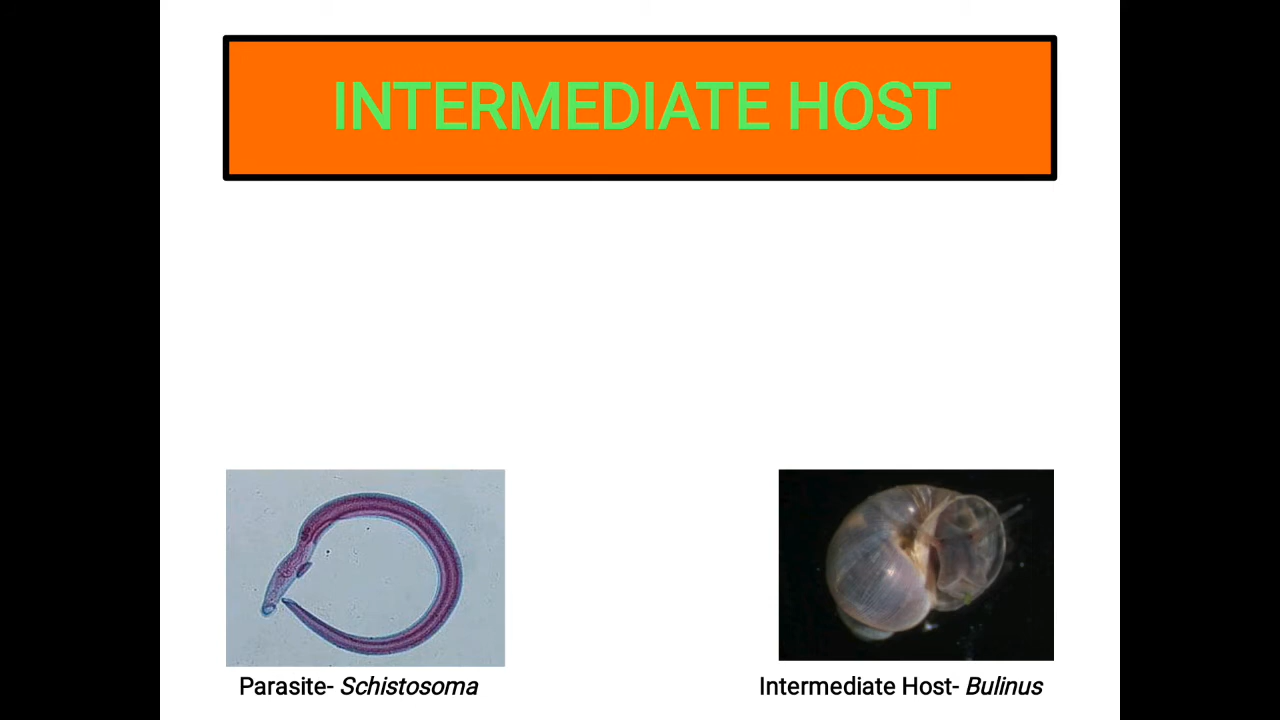 INTERMEDIATE HOST
Parasite- Schistosoma
Intermediate Host- Bulinus